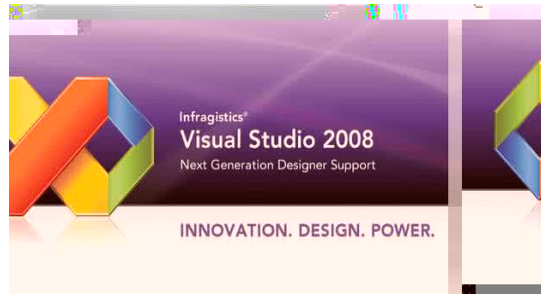 Infragistics®
Visual Studio 2008
Next Generation Designer Support
INNOVATION. DESIGN. POWER.